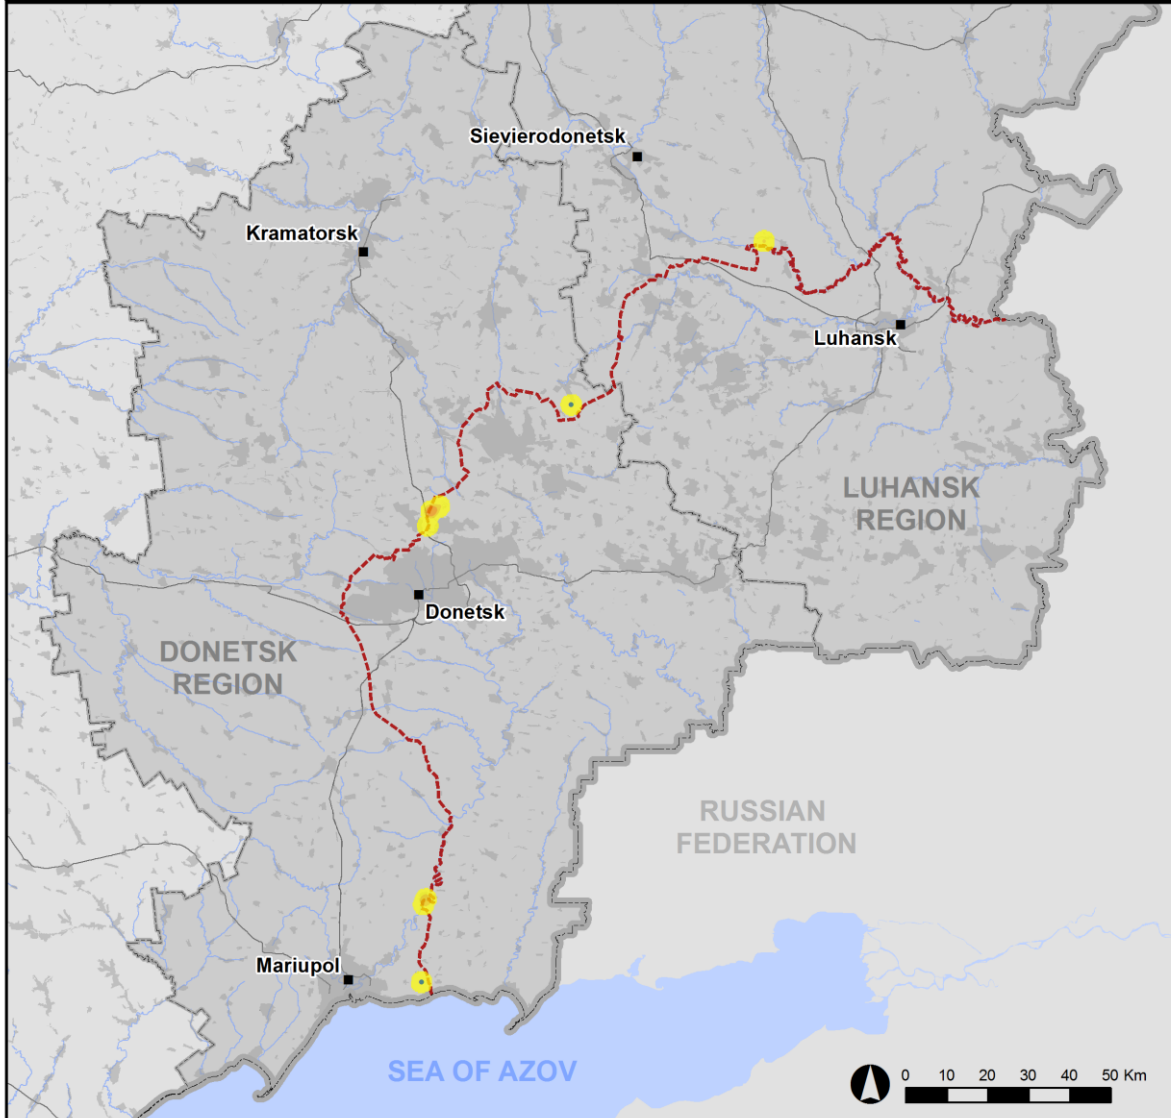 Sievierodonetsk
Kramatorsk
Luhansk
LUHANSK
REGION
Donetsk
DONETSK
REGION
RUSSIAN
FEDERATION
Mariupol
SEA OF AZOV
0 10 20 30 40 50 Km